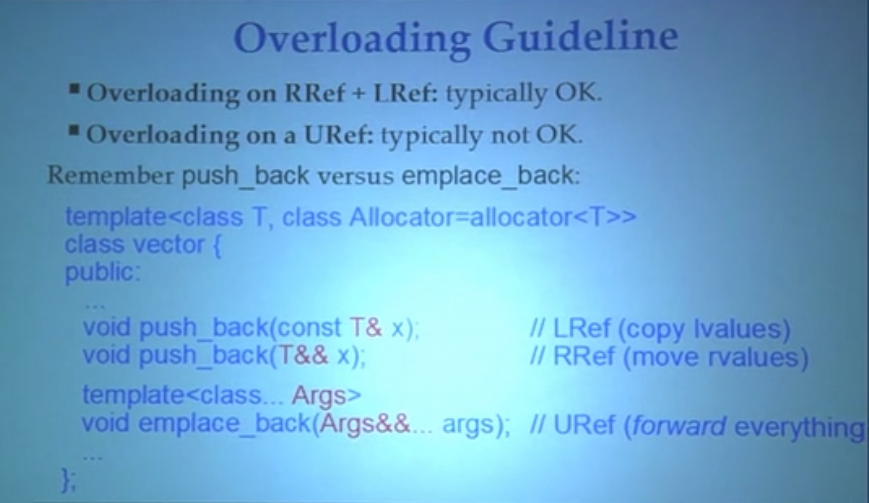 Overloading Guideline
▪ Overloading on RRef + LRef: typically OK.
▪ Overloading on a URef: typically not OK.
Remember push_back versus emplace_back:
template<class T, class Allocator=allocator<T>>
class vector {
public:
...
void push_back(const T& x); // LRef (copy lvalues)
void push_back(T&& x); // RRef (move rvalues)
template<class... Args>
void emplace_back(Args&&... args); // URef (forward everything
...
};